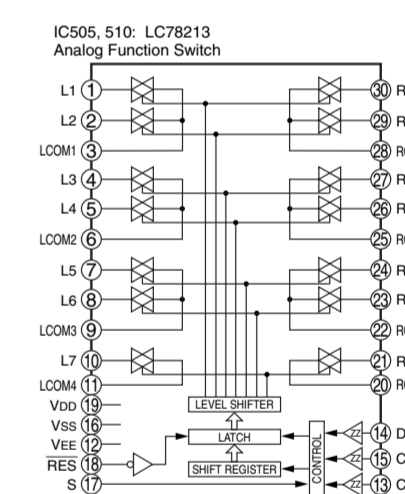 IC505, 510: LC78213
Analog Function Switch
L1 1 30
L2 2 29
LCOM1 3 28
L3 4 27
L4 5 26
LCOM2 6 25
L5 7 24
L6 8 23
LCOM3 9 22
L7 10 21
LCOM4 11 20
VDD 19 LEVEL SHIFTER
VSS 16 LATCH CONTROL 14
VEE 12
RES 18 SHIFT REGISTER 15
S 17 13